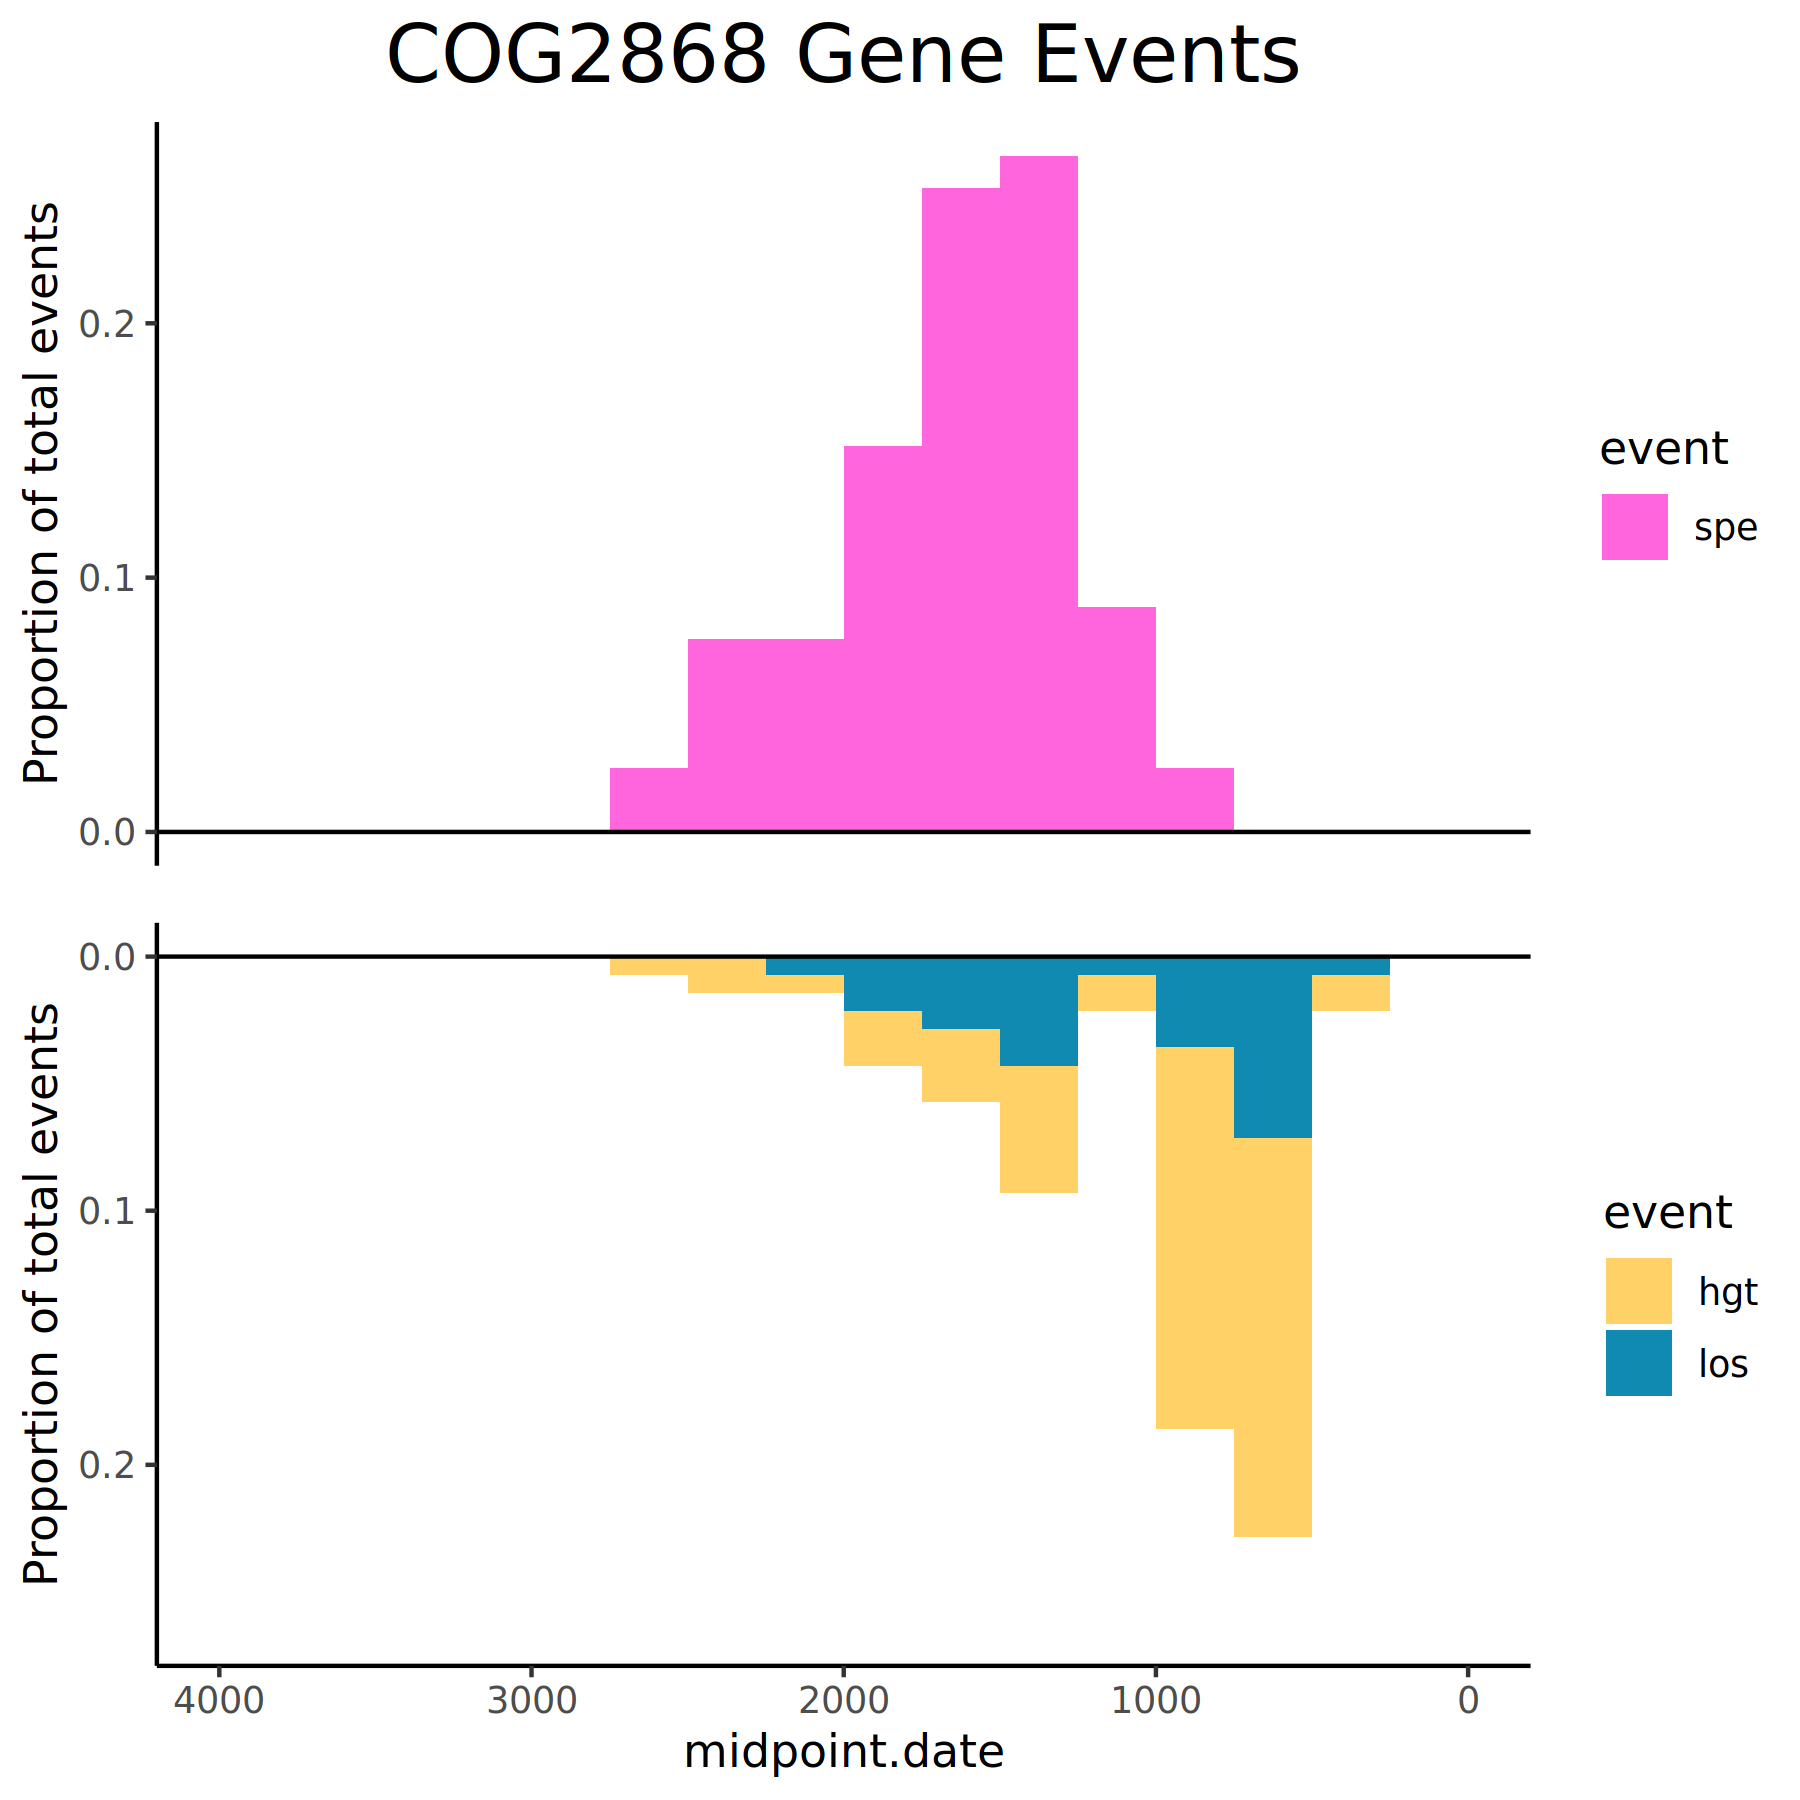 COG2868 Gene Events
Proportion of total events
0.2
0.1
0.0
event
spe
Proportion of total events
0.0
0.1
0.2
event
hgt
los
4000 3000 2000 1000 0
midpoint.date